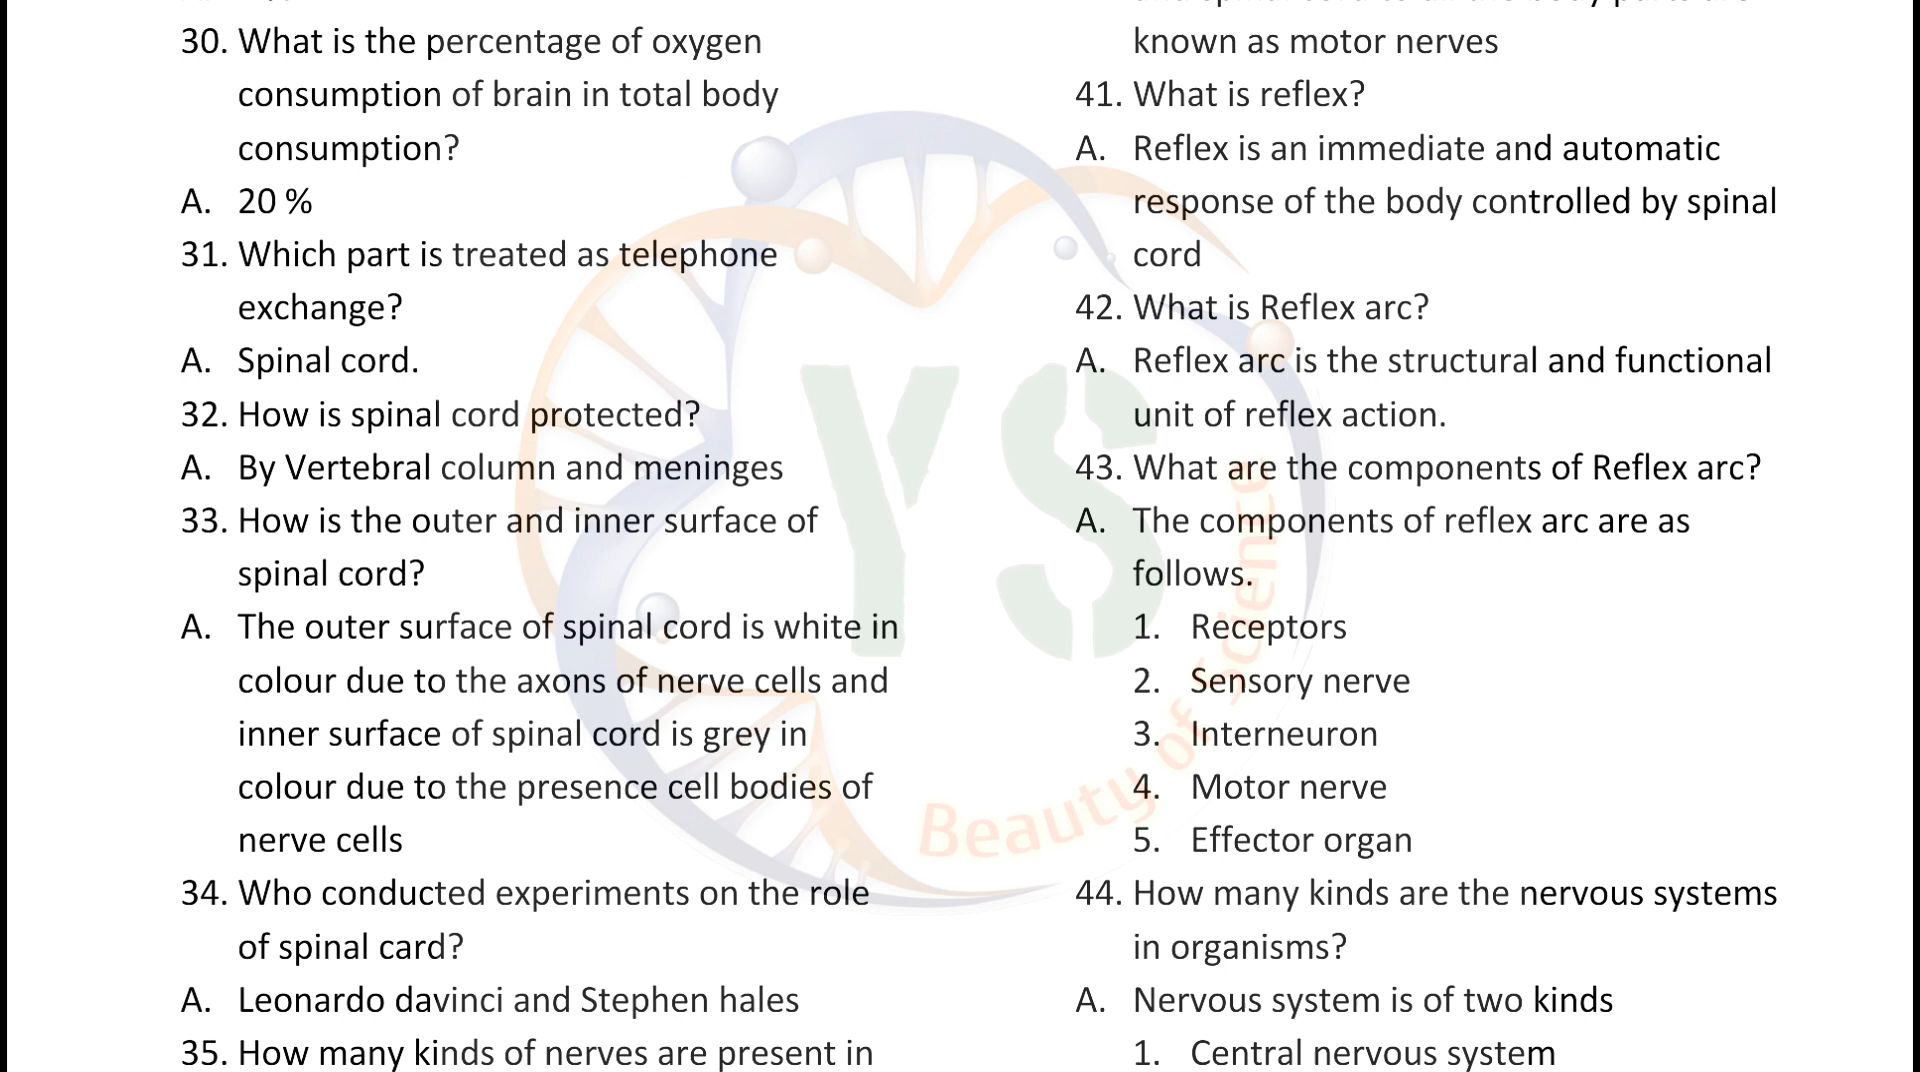 30. What is the percentage of oxygen
consumption of brain in total body
consumption?
A. 20 %
31. Which part is treated as telephone
exchange?
A. Spinal cord.
32. How is spinal cord protected?
A. By Vertebral column and meninges
33. How is the outer and inner surface of
spinal cord?
A. The outer surface of spinal cord is white in
colour due to the axons of nerve cells and
inner surface of spinal cord is grey in
colour due to the presence cell bodies of
nerve cells
34. Who conducted experiments on the role
of spinal card?
A. Leonardo davinci and Stephen hales
35. How many kinds of nerves are present in
known as motor nerves
41. What is reflex?
A. Reflex is an immediate and automatic
response of the body controlled by spinal
cord
42. What is Reflex arc?
A. Reflex arc is the structural and functional
unit of reflex action.
43. What are the components of Reflex arc?
A. The components of reflex arc are as
follows.
1. Receptors
2. Sensory nerve
3. Interneuron
4. Motor nerve
5. Effector organ
44. How many kinds are the nervous systems
in organisms?
A. Nervous system is of two kinds
1. Central nervous system
YS
Beauty of Science